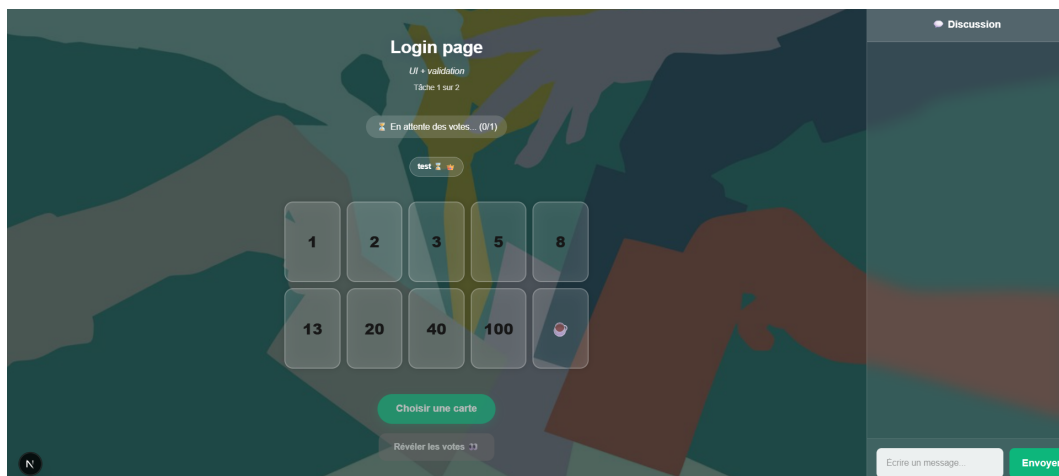 Login page
UI + validation
Tâche 1 sur 2
En attente des votes... (0/1)
test
1 2 3 5 8
13 20 40 100
Choisir une carte
Révéler les votes
Discussion
Écrire un message...
Envoyer
N